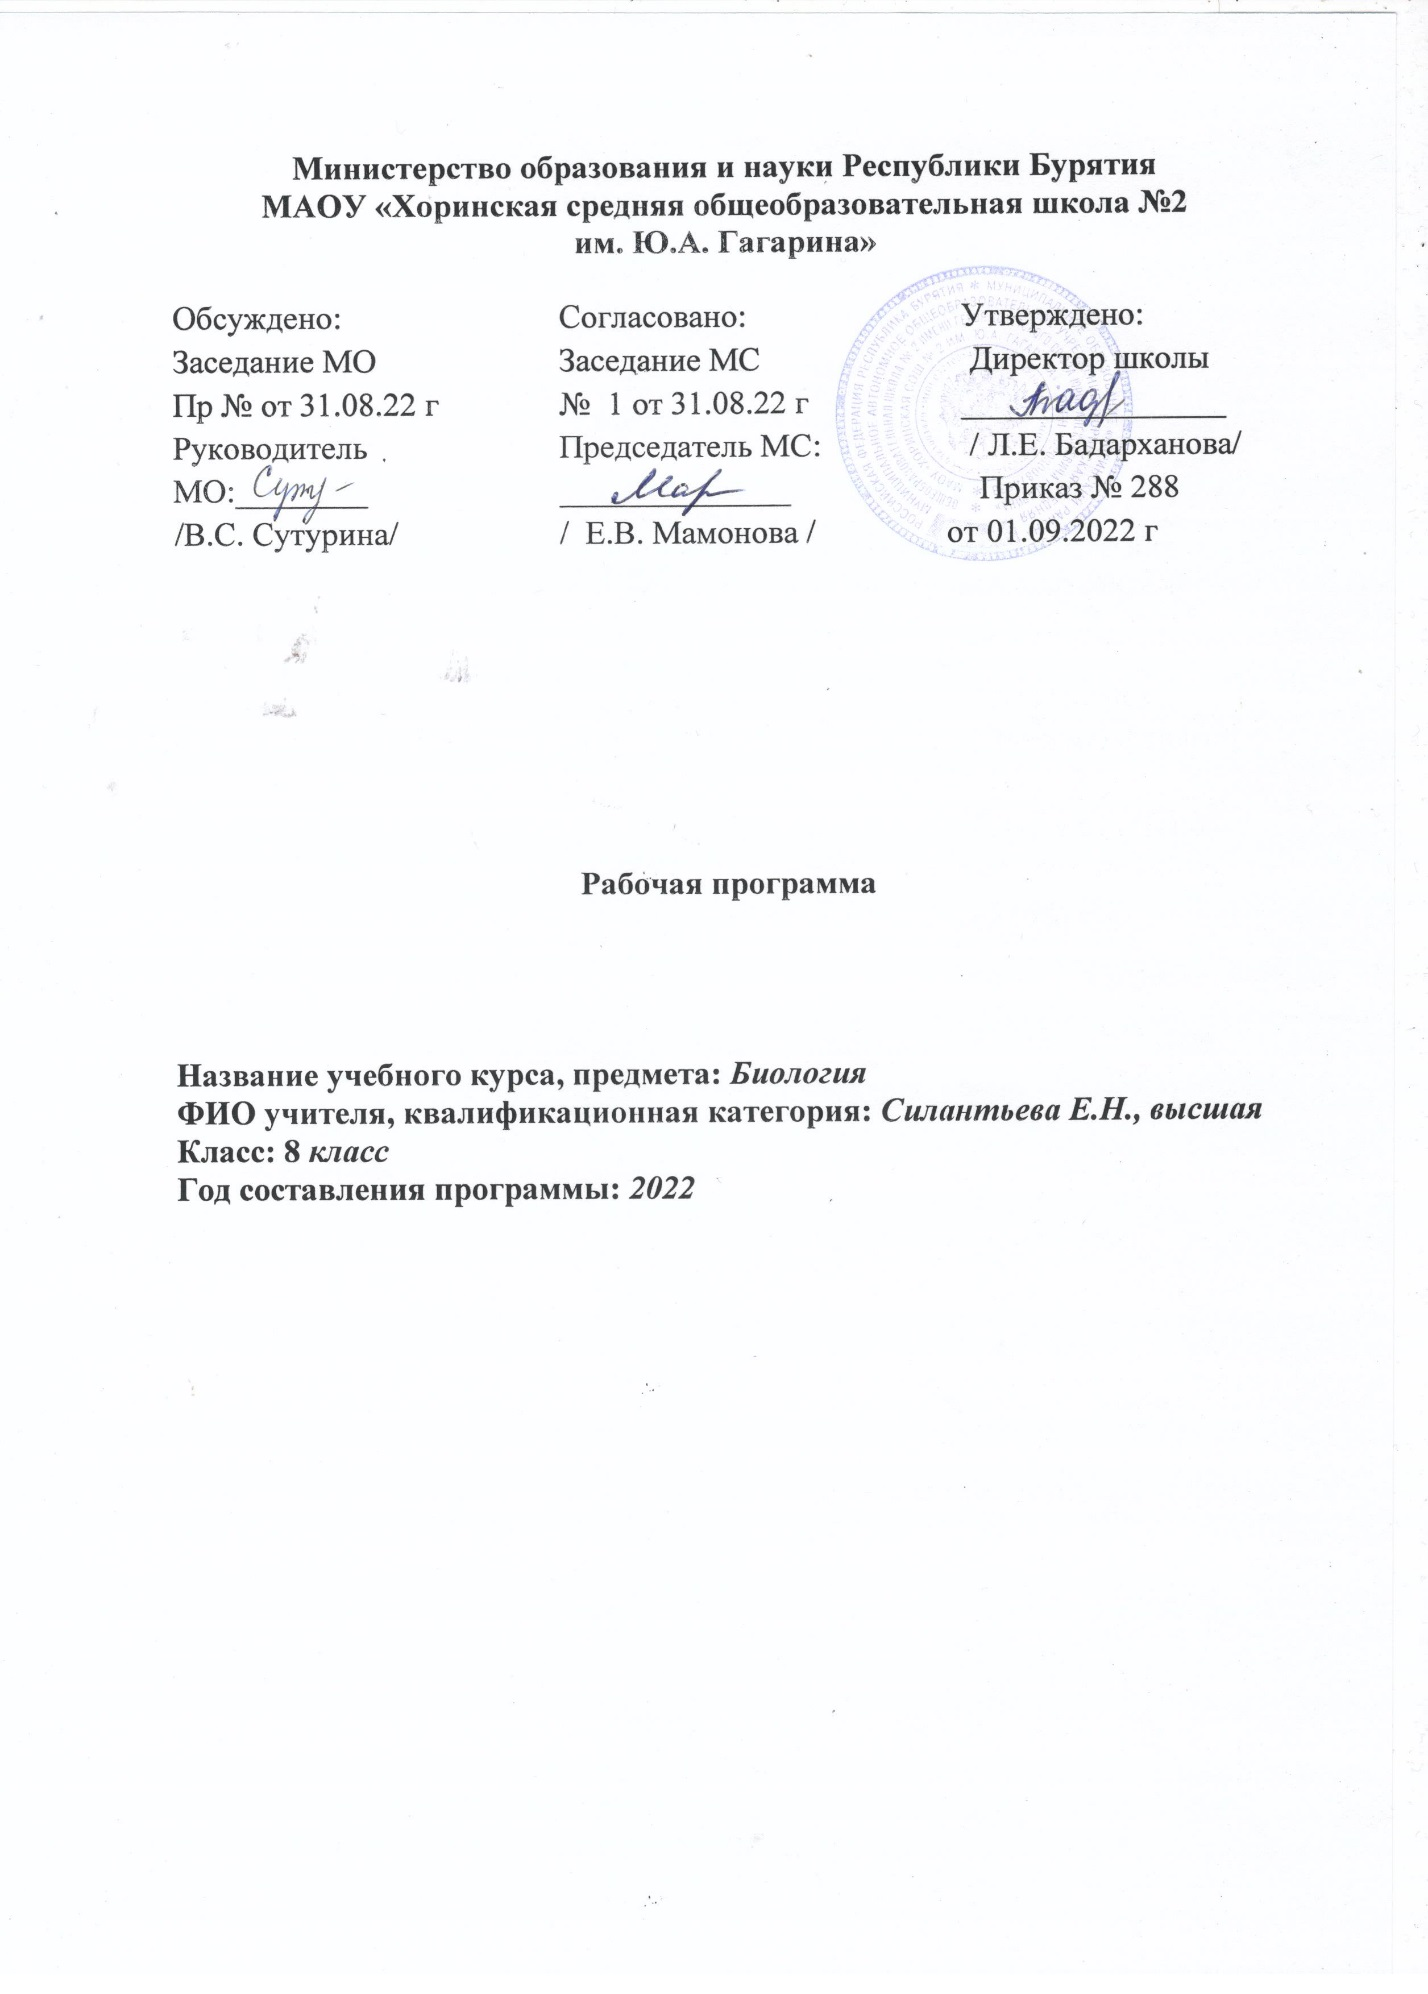 Министерство образования и науки Республики Бурятия
МАОУ «Хоринская средняя общеобразовательная школа №2
им. Ю.А. Гагарина»
Обсуждено:
Заседание МО
Пр № от 31.08.22 г
Руководитель
МО:
/В.С. Сутурина/
Согласовано:
Заседание МС
№ 1 от 31.08.22 г
Председатель МС:
/ Е.В. Мамонова /
Утверждено:
Директор школы
/ Л.Е. Бадарханова/
Приказ № 288
от 01.09.2022 г
Рабочая программа
Название учебного курса, предмета: Биология
ФИО учителя, квалификационная категория: Силантьева Е.Н., высшая
Класс: 8 класс
Год составления программы: 2022